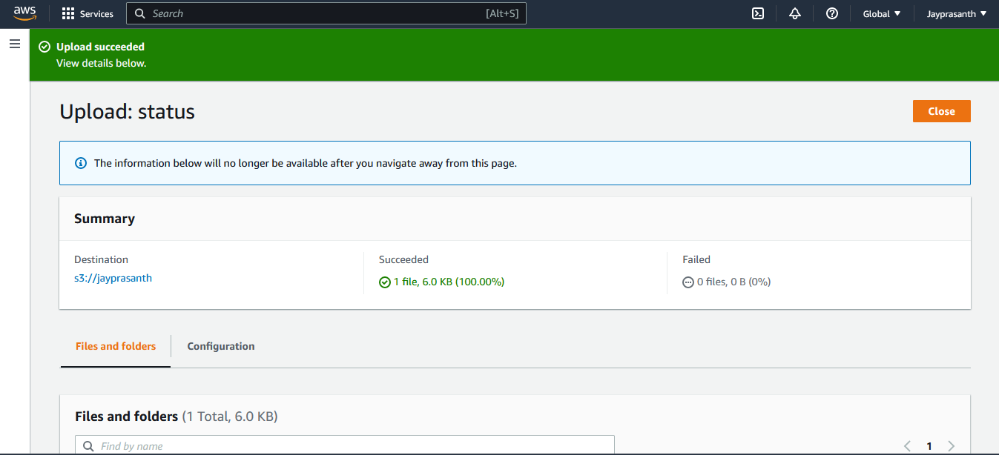 aws Services Search [Alt+S] Global Jayprasanth
Upload succeeded
View details below.
Upload: status
Close
The information below will no longer be available after you navigate away from this page.
Summary
Destination
s3://jayprasanth
Succeeded
1 file, 6.0 KB (100.00%)
Failed
0 files, 0 B (0%)
Files and folders Configuration
Files and folders (1 Total, 6.0 KB)
Find by name 1